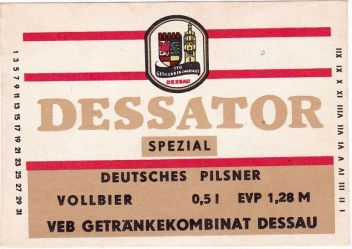 VEB
GETRÄNKEKOMBINAT
DESSAU
DESSATOR
SPEZIAL
DEUTSCHES PILSNER
VOLLBIER 0,5 l EVP 1,28 M
VEB GETRÄNKEKOMBINAT DESSAU
1 3 5 7 9 11 13 15 17 19 21 23 25 27 29 31
I II III IV V VI VII VIII IX X XI XII